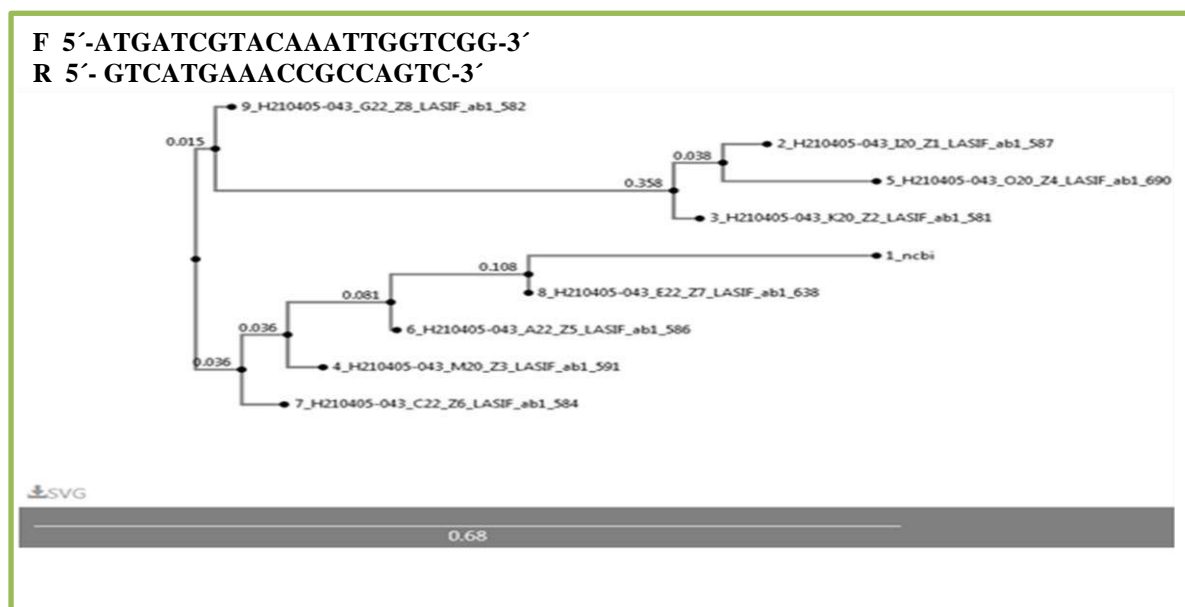 F 5´-ATGATCGTACAAATTGGTCGG-3´
R 5´- GTCATGAAACCGCCAGTC-3´
9_H210405-043_G22_Z8_LASIF_ab1_582
0.015
2_H210405-043_I20_Z1_LASIF_ab1_587
0.038
5_H210405-043_O20_Z4_LASIF_ab1_690
0.358
3_H210405-043_K20_Z2_LASIF_ab1_581
1_ncbi
0.108
8_H210405-043_E22_Z7_LASIF_ab1_638
0.081
6_H210405-043_A22_Z5_LASIF_ab1_586
0.036
4_H210405-043_M20_Z3_LASIF_ab1_591
0.036
7_H210405-043_C22_Z6_LASIF_ab1_584
SVG
0.68